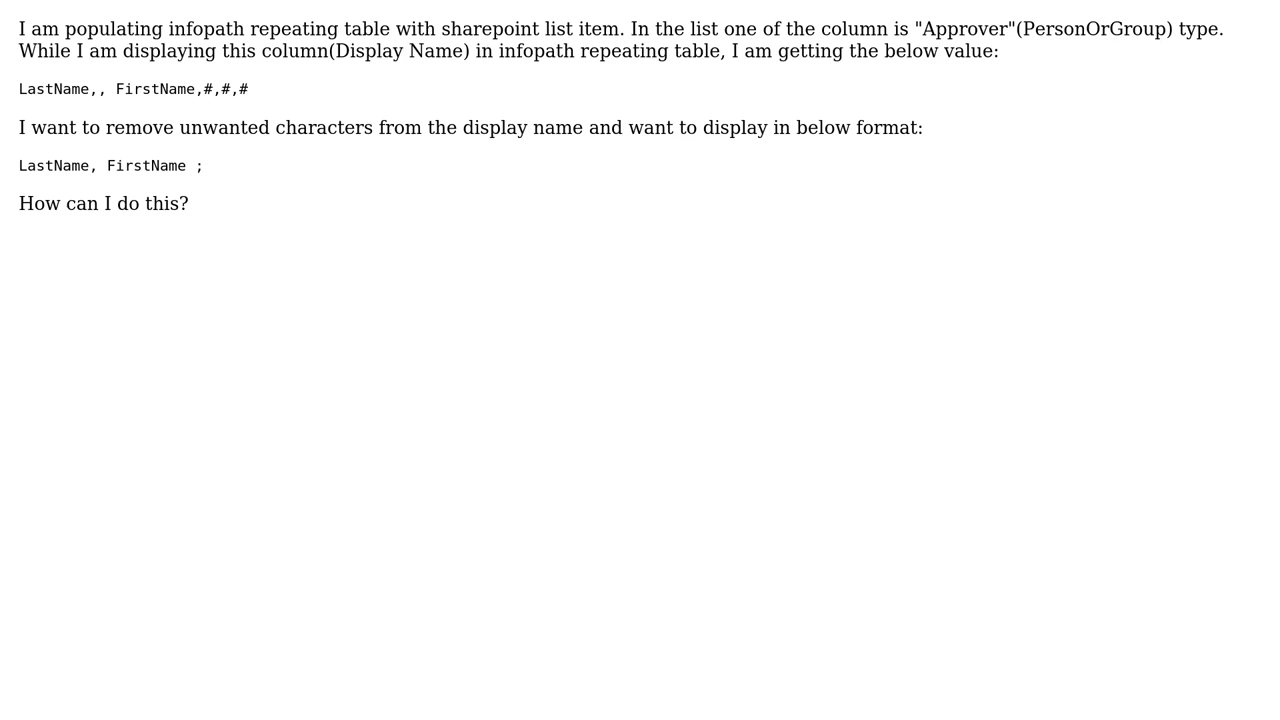 I am populating infopath repeating table with sharepoint list item. In the list one of the column is "Approver"(PersonOrGroup) type.
While I am displaying this column(Display Name) in infopath repeating table, I am getting the below value:
LastName,, FirstName,#,#,#
I want to remove unwanted characters from the display name and want to display in below format:
LastName, FirstName ;
How can I do this?